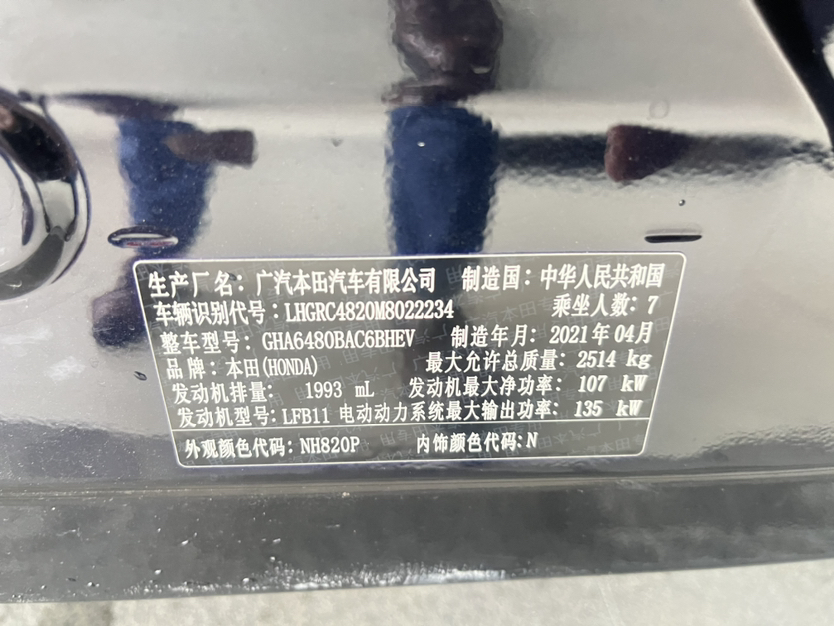 生产厂名：广汽本田汽车有限公司 制造国：中华人民共和国
车辆识别代号：LHGRC4820M8022234 乘坐人数：7
整车型号：GHA6480BAC6BHEV 制造年月：2021年04月
品牌：本田(HONDA) 最大允许总质量：2514 kg
发动机排量： 1993 mL 发动机最大净功率：107 kW
发动机型号：LFB11 电动动力系统最大输出功率：135 kW
外观颜色代码：NH820P 内饰颜色代码：N